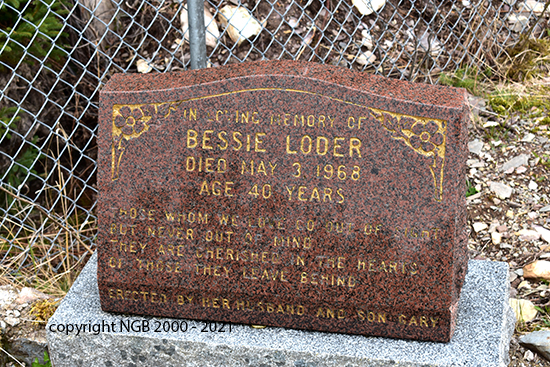 IN LOVING MEMORY OF
BESSIE LODER
DIED MAY 3, 1968
AGE 40 YEARS
THOSE WHOM WE LOVE GO OUT OF SIGHT
BUT NEVER OUT OF MIND
THEY ARE CHERISHED IN THE HEARTS
OF THOSE THEY LEAVE BEHIND
ERECTED BY HER HUSBAND AND SON GARY
copyright NGB 2000 - 2021